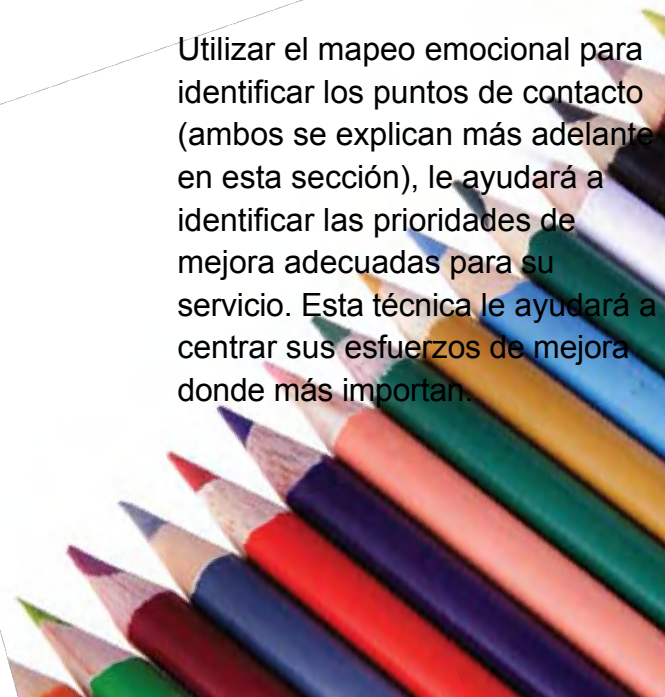 Utilizar el mapeo emocional para
identificar los puntos de contacto
(ambos se explican más adelante
en esta sección), le ayudará a
identificar las prioridades de
mejora adecuadas para su
servicio. Esta técnica le ayudará a
centrar sus esfuerzos de mejora
donde más importan.